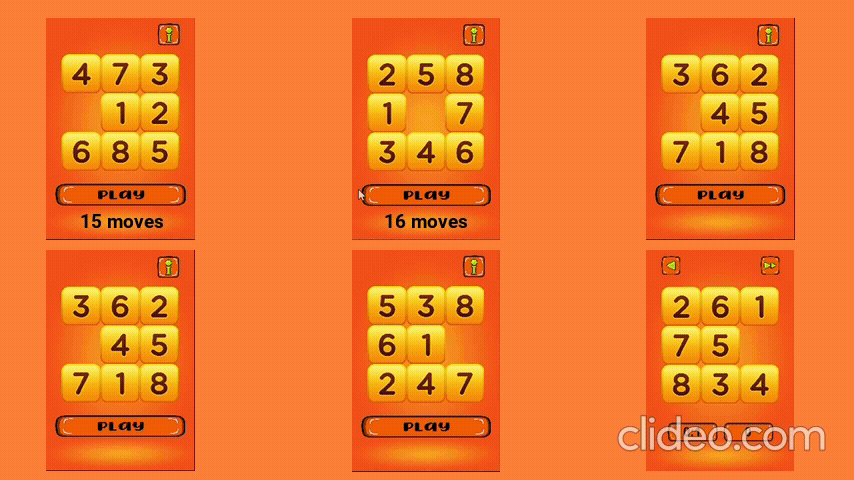 4 7 3
1 2
6 8 5
PLAY
15 moves
2 5 8
1 7
3 4 6
PLAY
16 moves
3 6 2
4 5
7 1 8
PLAY
3 6 2
4 5
7 1 8
PLAY
5 3 8
6 1
2 4 7
PLAY
2 6 1
7 5
8 3 4
clideo.com